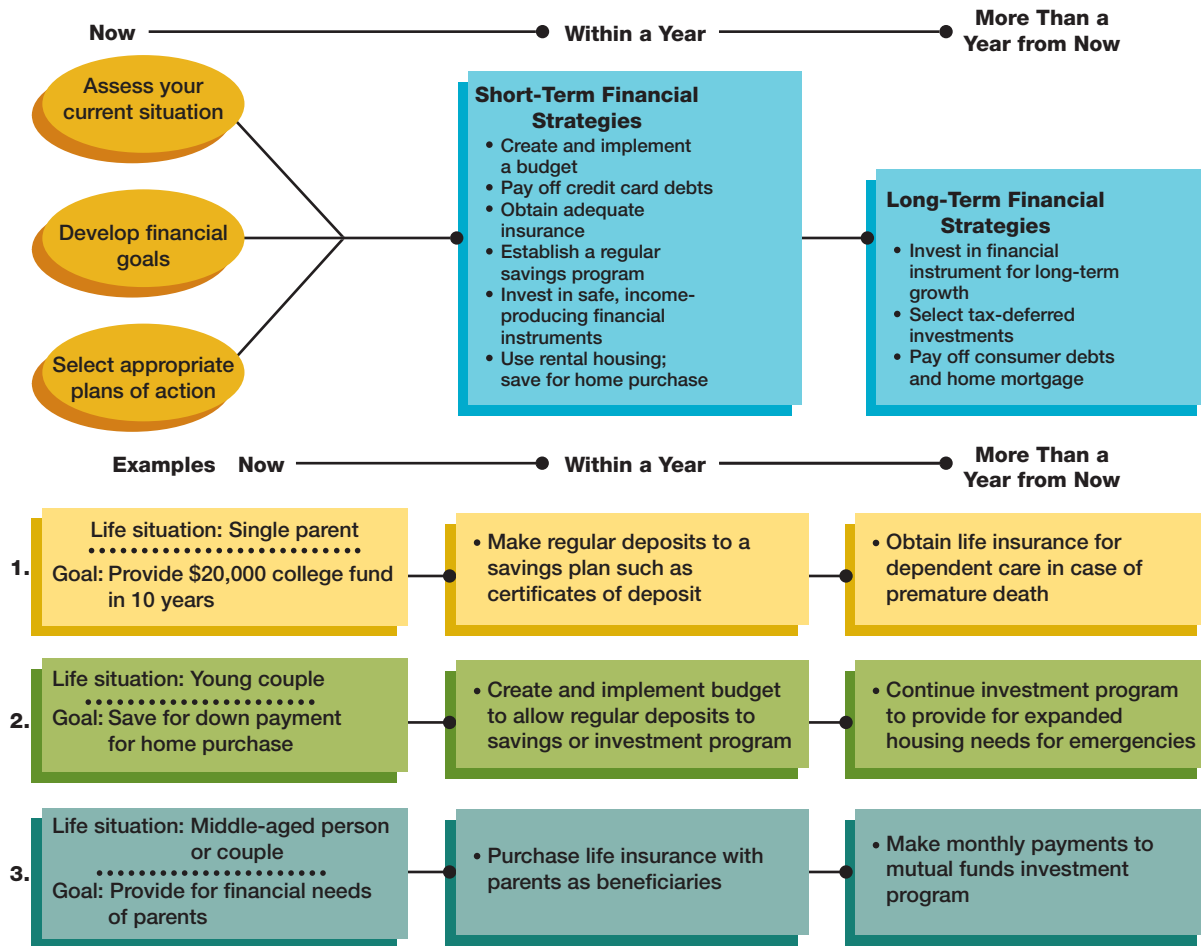 Now
Within a Year
More Than a
Year from Now
Assess your
current situation
Develop financial
goals
Select appropriate
plans of action
Short-Term Financial
Strategies
• Create and implement
a budget
• Pay off credit card debts
• Obtain adequate
insurance
• Establish a regular
savings program
• Invest in safe, income-
producing financial
instruments
• Use rental housing;
save for home purchase
Long-Term Financial
Strategies
• Invest in financial
instrument for long-term
growth
• Select tax-deferred
investments
• Pay off consumer debts
and home mortgage
Examples Now
Within a Year
More Than a
Year from Now
1.
Life situation: Single parent
Goal: Provide $20,000 college fund
in 10 years
• Make regular deposits to a
savings plan such as
certificates of deposit
• Obtain life insurance for
dependent care in case of
premature death
2.
Life situation: Young couple
Goal: Save for down payment
for home purchase
• Create and implement budget
to allow regular deposits to
savings or investment program
• Continue investment program
to provide for expanded
housing needs for emergencies
3.
Life situation: Middle-aged person
or couple
Goal: Provide for financial needs
of parents
• Purchase life insurance with
parents as beneficiaries
• Make monthly payments to
mutual funds investment
program